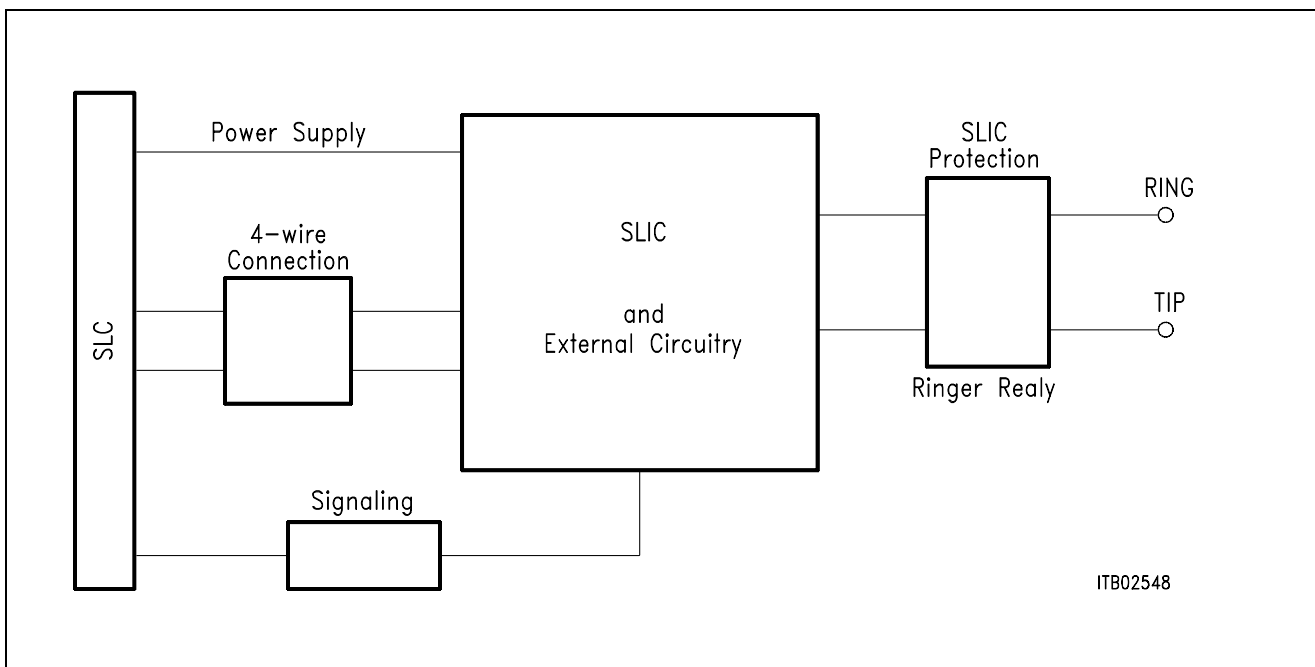 Power Supply
SLIC
Protection
RING
4-wire
Connection
SLIC
and
External Circuitry
TIP
SLC
Ringer Realy
Signaling
ITB02548